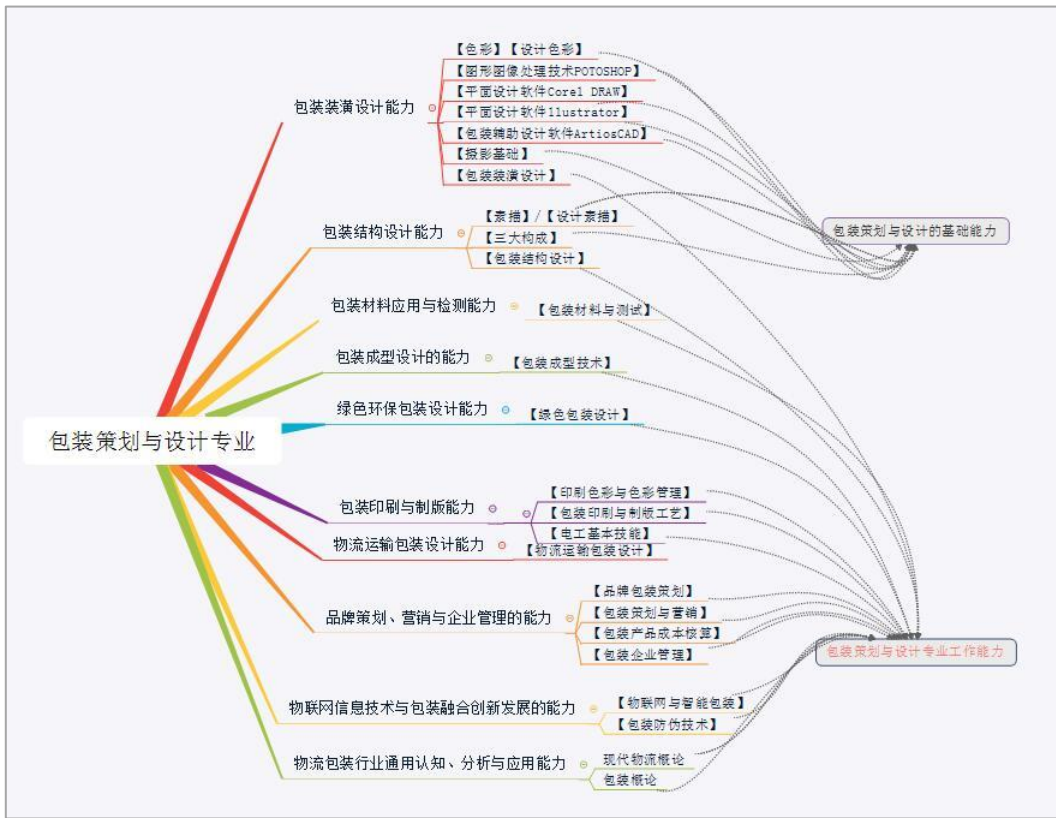 包装策划与设计专业
包装装潢设计能力
【色彩】【设计色彩】
【图形图像处理技术POTOSHOP】
【平面设计软件Corel DRAW】
【平面设计软件llustrator】
【包装辅助设计软件ArtiosCAD】
【摄影基础】
【包装装潢设计】
包装结构设计能力
【素描】/【设计素描】
【三大构成】
【包装结构设计】
包装材料应用与检测能力
【包装材料与测试】
包装成型设计的能力
【包装成型技术】
绿色环保包装设计能力
【绿色包装设计】
包装印刷与制版能力
【印刷色彩与色彩管理】
【包装印刷与制版工艺】
【电工基本技能】
物流运输包装设计能力
【物流运输包装设计】
品牌策划、营销与企业管理的能力
【品牌包装策划】
【包装策划与营销】
【包装产品成本核算】
【包装企业管理】
物联网信息技术与包装融合创新发展的能力
【物联网与智能包装】
【包装防伪技术】
物流包装行业通用认知、分析与应用能力
现代物流概论
包装概论
包装策划与设计的基础能力
包装策划与设计专业工作能力